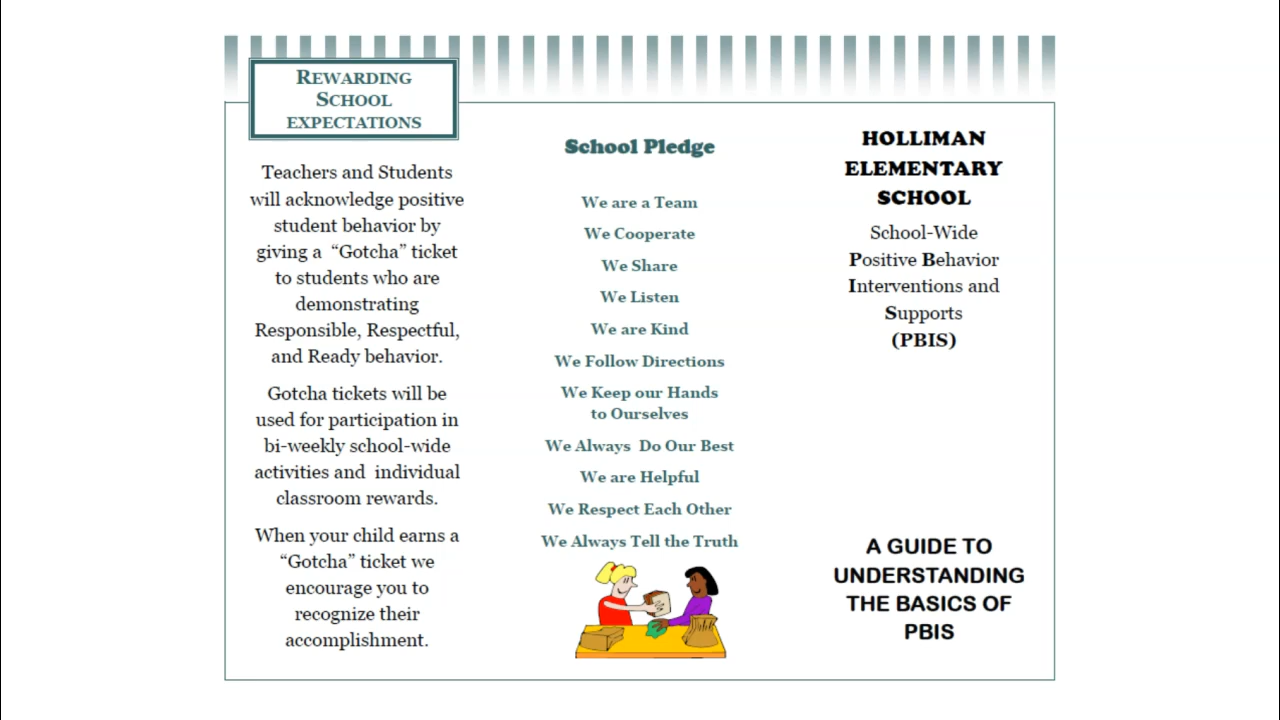 REWARDING
SCHOOL
EXPECTATIONS
Teachers and Students
will acknowledge positive
student behavior by
giving a “Gotcha” ticket
to students who are
demonstrating
Responsible, Respectful,
and Ready behavior.
Gotcha tickets will be
used for participation in
bi-weekly school-wide
activities and individual
classroom rewards.
When your child earns a
“Gotcha” ticket we
encourage you to
recognize their
accomplishment.
School Pledge
We are a Team
We Cooperate
We Share
We Listen
We are Kind
We Follow Directions
We Keep our Hands
to Ourselves
We Always Do Our Best
We are Helpful
We Respect Each Other
We Always Tell the Truth
HOLLIMAN
ELEMENTARY
SCHOOL
School-Wide
Positive Behavior
Interventions and
Supports
(PBIS)
A GUIDE TO
UNDERSTANDING
THE BASICS OF
PBIS